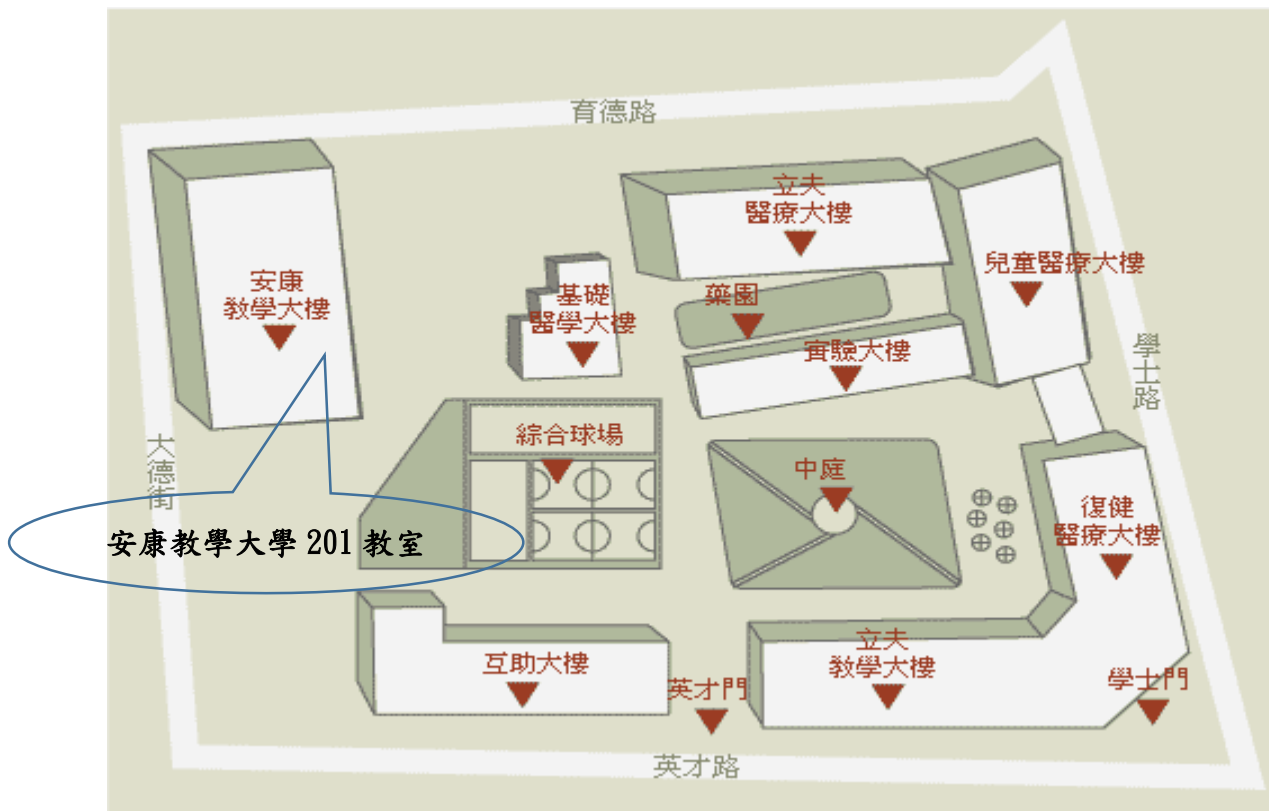 育德路
立夫
醫療大樓
兒童醫療大樓
安康
教學大樓
基礎
醫學大樓
藥園
實驗大樓
學士路
綜合球場
中庭
大德街
復健
醫療大樓
安康教學大學 201 教室
互助大樓
立夫
教學大樓
英才門
學士門
英才路